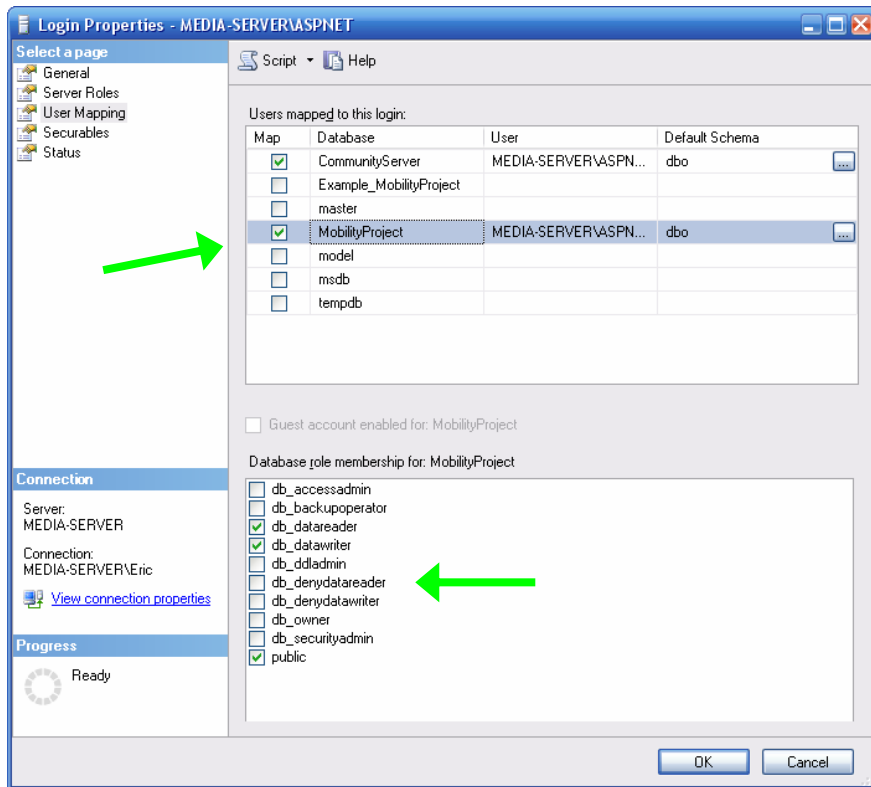 Login Properties - MEDIA-SERVER\ASPNET
Select a page
General
Server Roles
User Mapping
Securables
Status
Script Help
Users mapped to this login:
Map Database User Default Schema
CommunityServer MEDIA-SERVER\ASPN... dbo ...
Example_MobilityProject
master
MobilityProject MEDIA-SERVER\ASPN... dbo ...
model
msdb
tempdb
Guest account enabled for: MobilityProject
Database role membership for: MobilityProject
db_accessadmin
db_backupoperator
db_datareader
db_datawriter
db_ddladmin
db_denydatareader
db_denydatawriter
db_owner
db_securityadmin
public
Connection
Server:
MEDIA-SERVER
Connection:
MEDIA-SERVER\Eric
View connection properties
Progress
Ready
OK Cancel